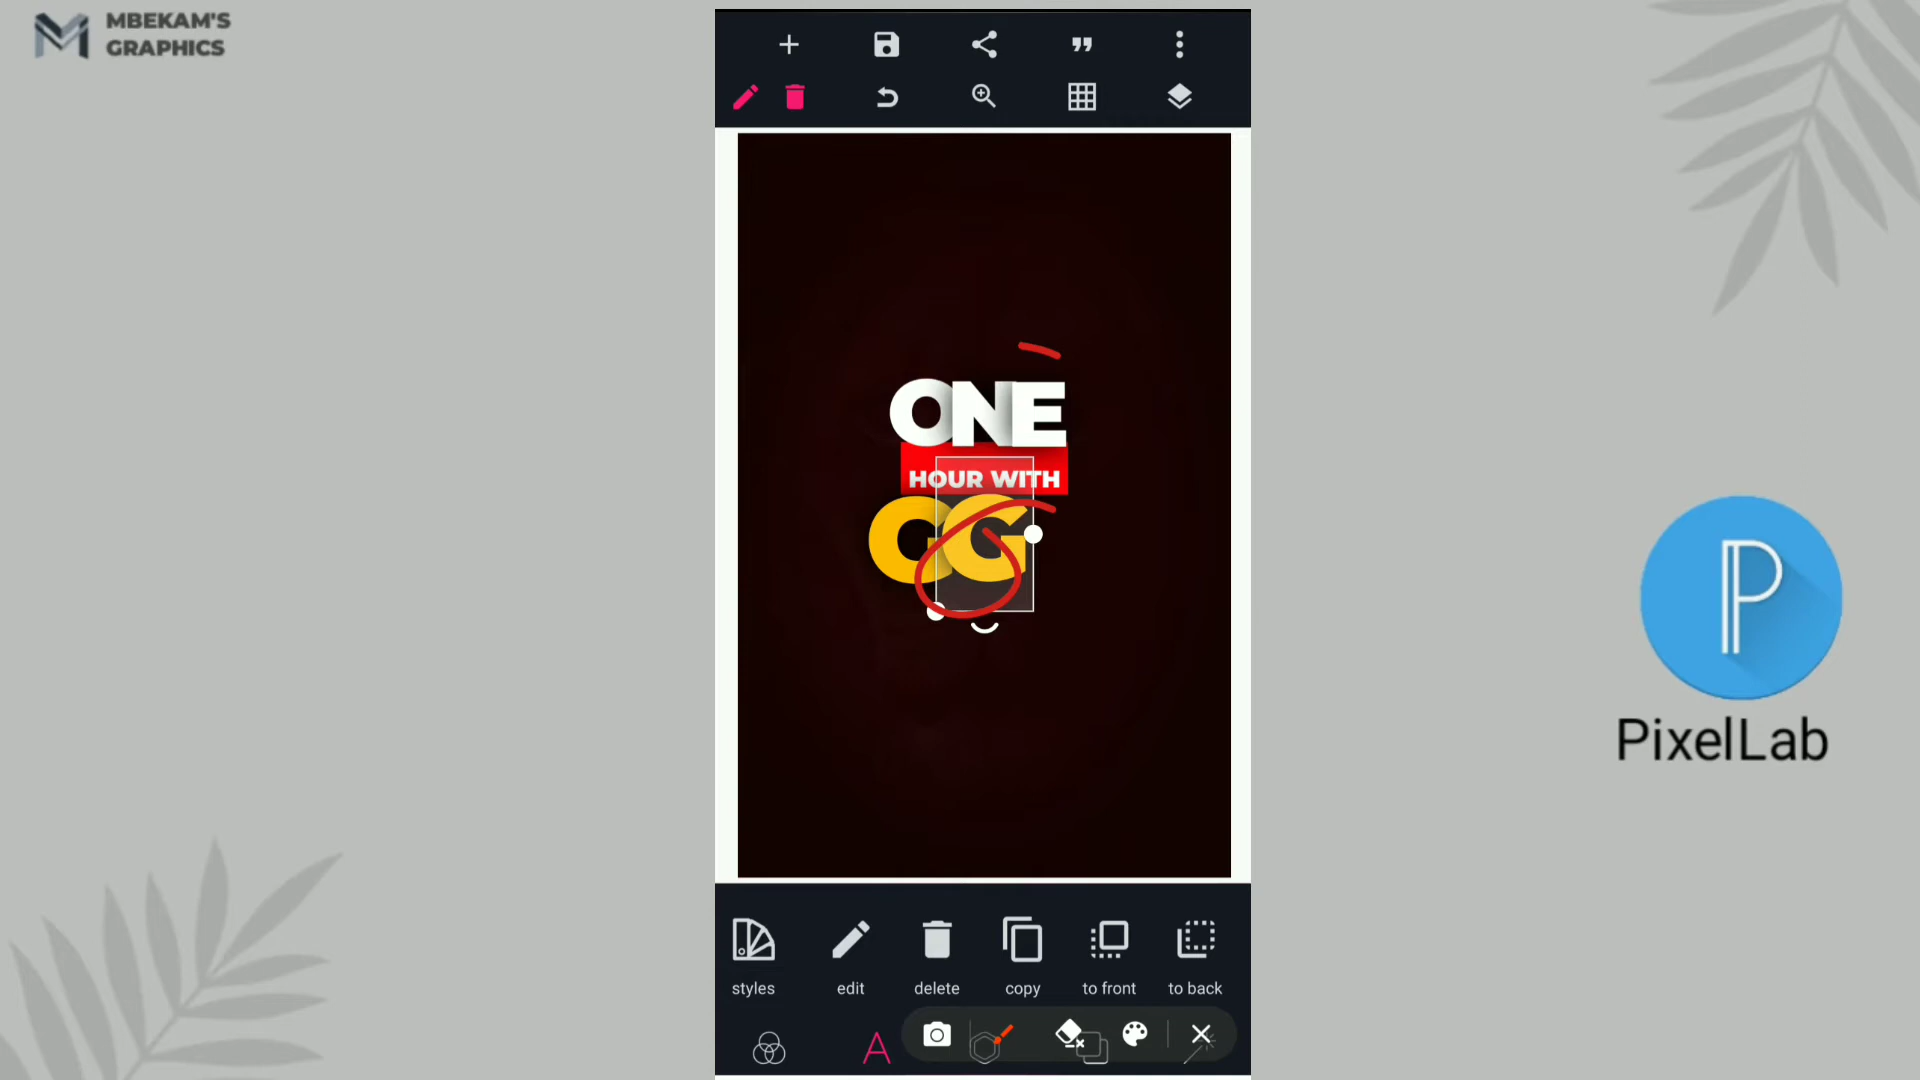 MBEKAM'S
GRAPHICS
ONE
HOUR WITH
GG
styles
edit
delete
copy
to front
to back
A
P
PixelLab